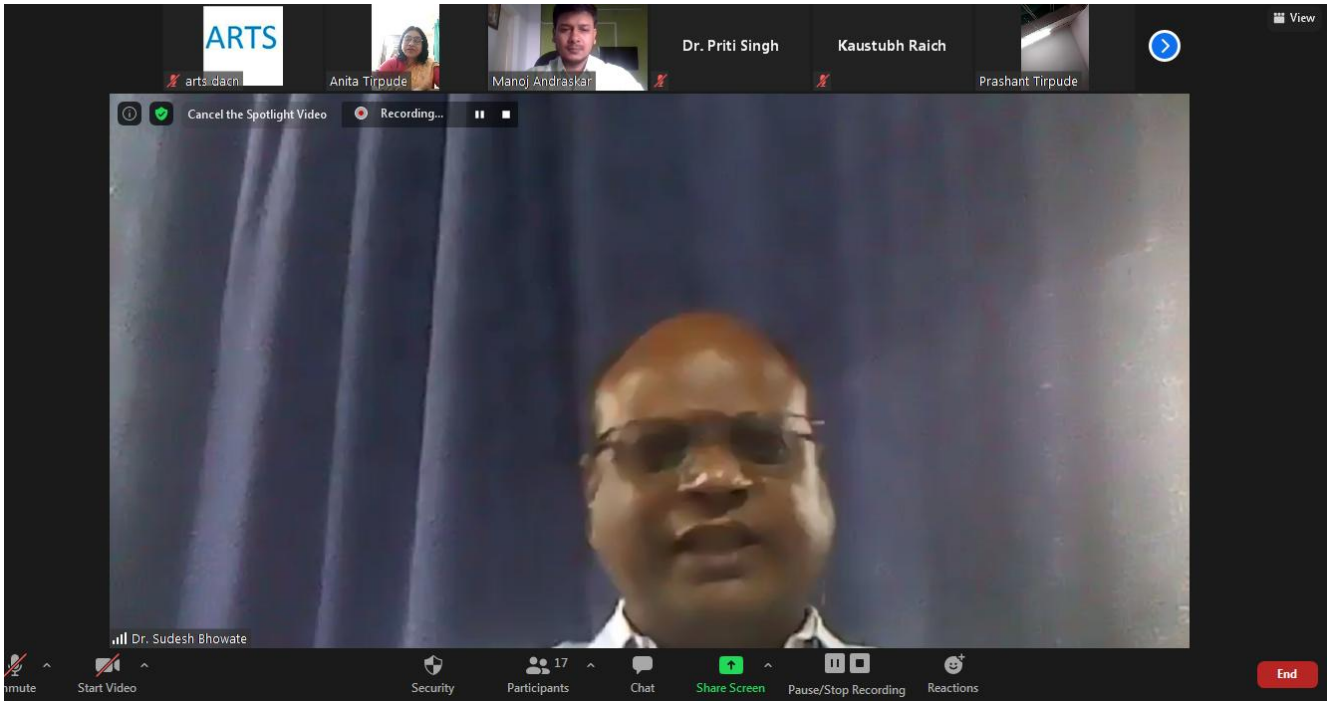 View
ARTS
arts dacn
Anita Tirpude
Manoj Andraskar
Dr. Priti Singh
Kaustubh Raich
Prashant Tirpude
Cancel the Spotlight Video
Recording...
Dr. Sudesh Bhowate
nmute
Start Video
Security
Participants
17
Chat
Share Screen
Pause/Stop Recording
Reactions
End